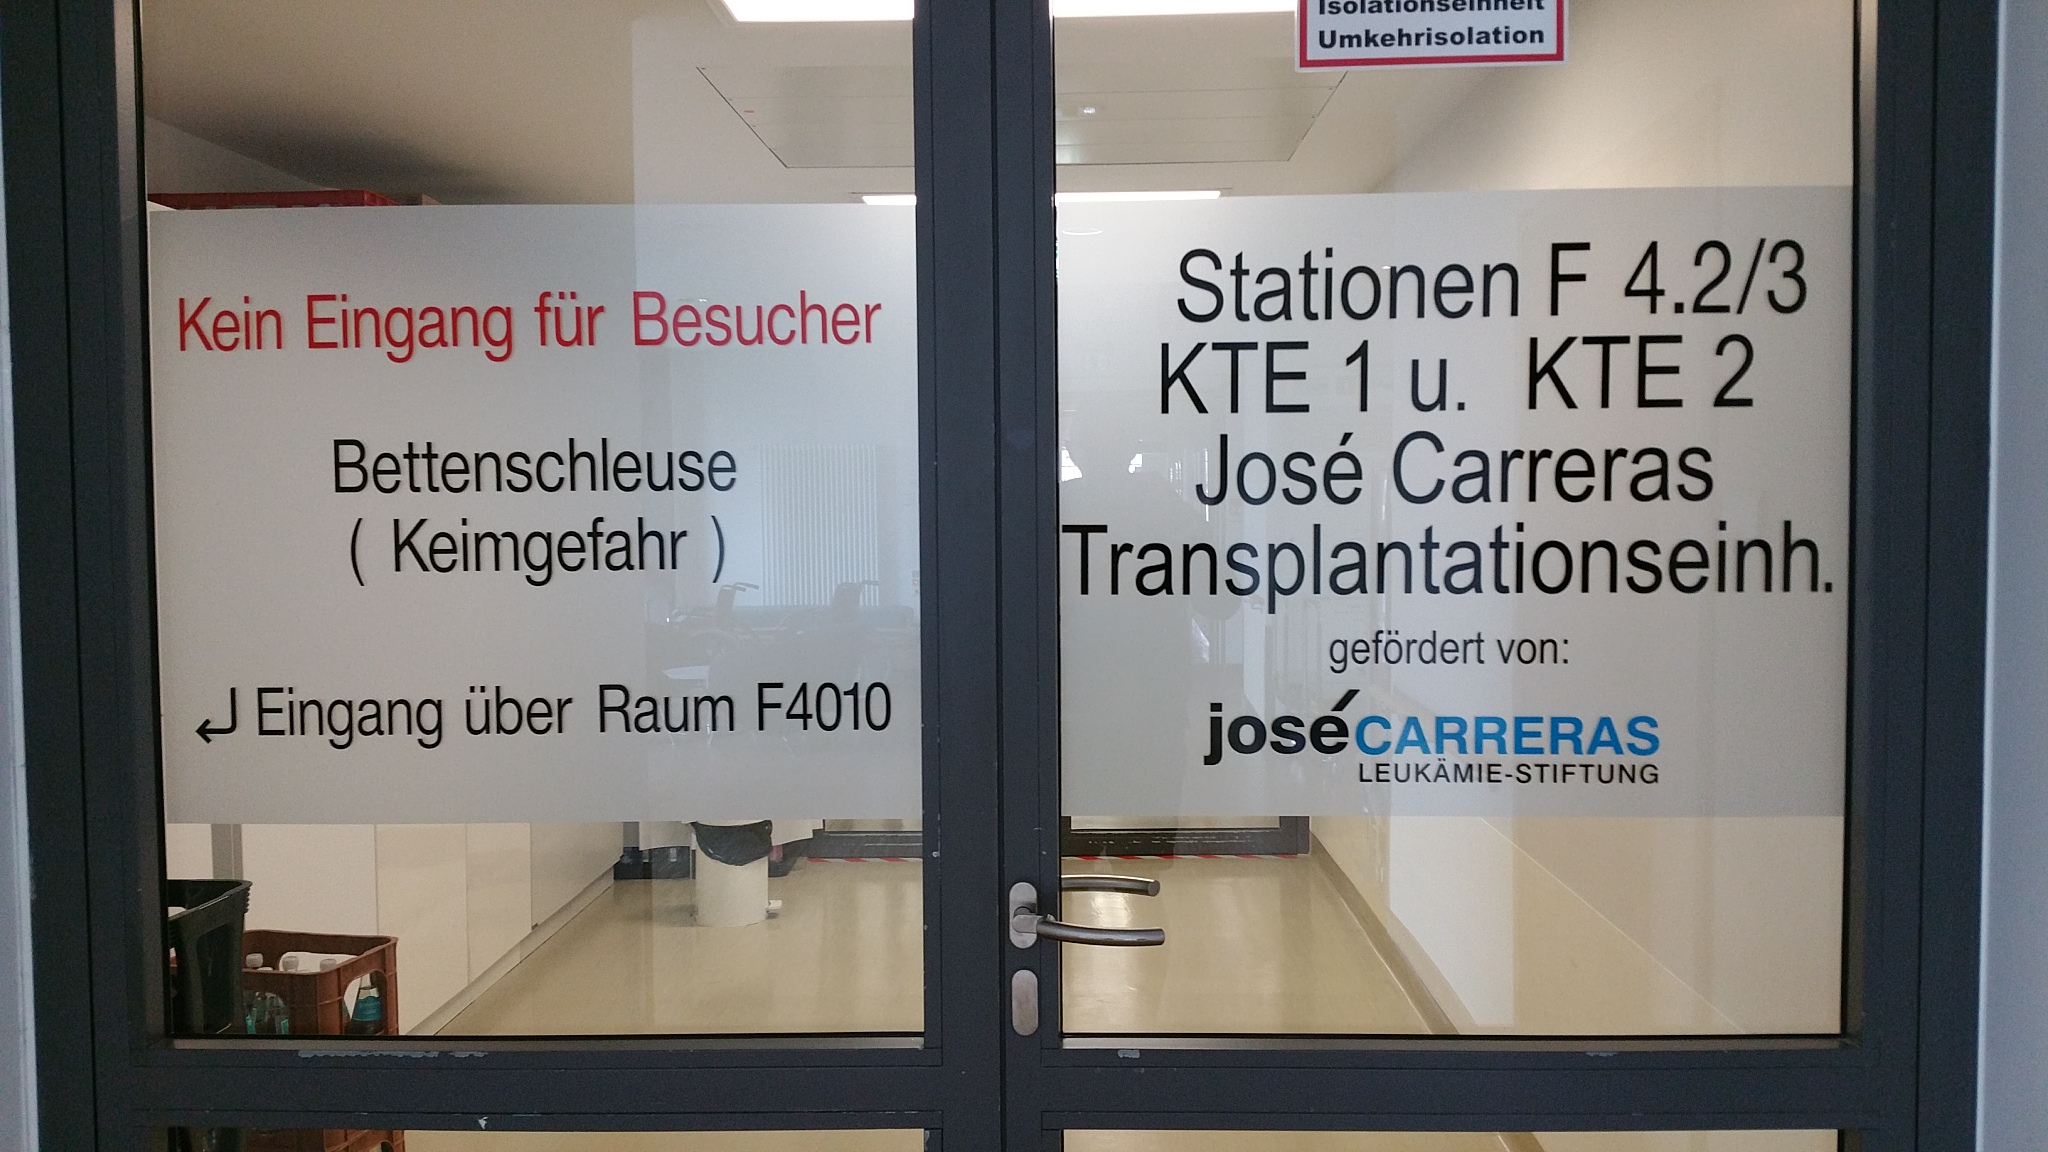 Isolationseinheit
Umkehrisolation
Kein Eingang für Besucher
Bettenschleuse
( Keimgefahr )
↲ Eingang über Raum F4010
Stationen F 4.2/3
KTE 1 u. KTE 2
José Carreras
Transplantationseinh.
gefördert von:
joséCARRERAS
LEUKÄMIE-STIFTUNG